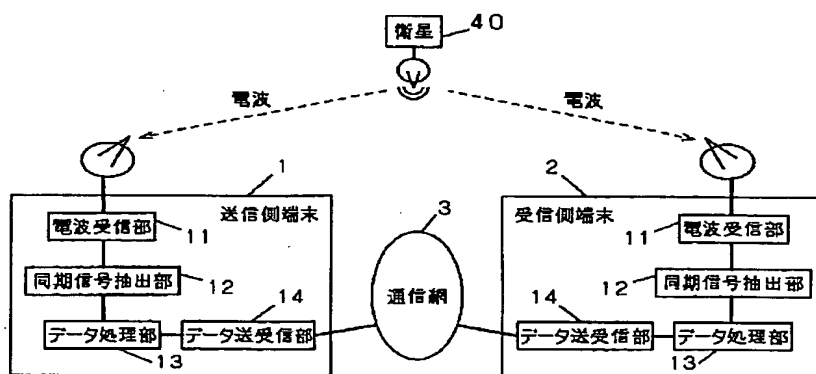 衛星
40
電波
電波
1
送信側端末
電波受信部
11
同期信号抽出部
12
データ処理部
13
データ送受信部
14
3
通信網
2
受信側端末
電波受信部
11
同期信号抽出部
12
データ送受信部
14
データ処理部
13